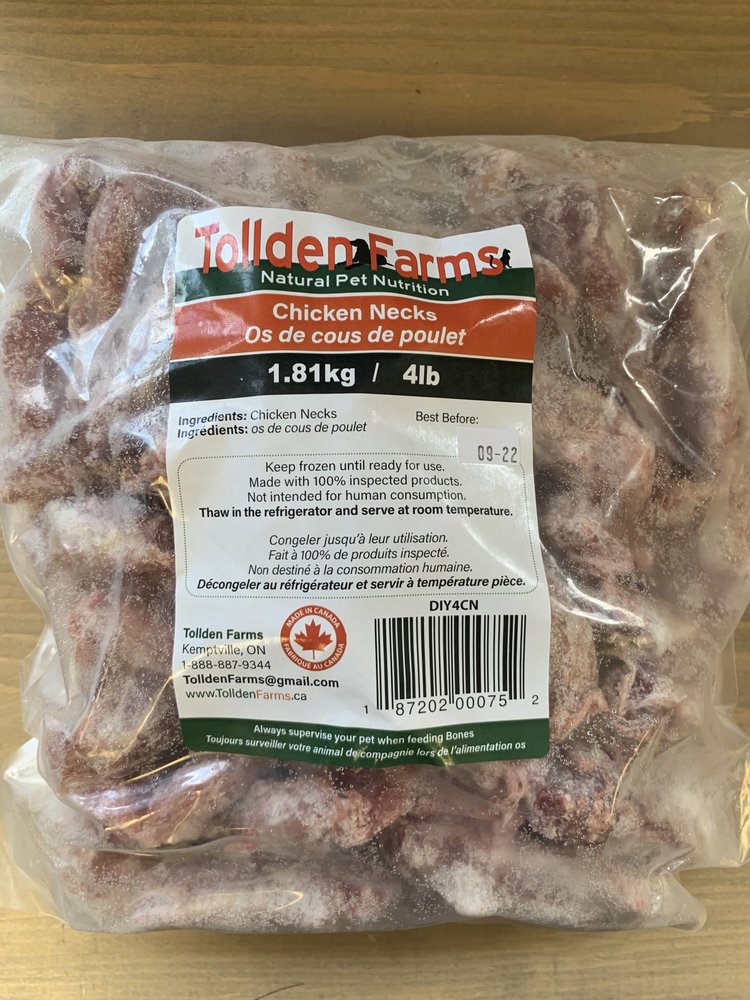 Tollden Farms
Natural Pet Nutrition
Chicken Necks
Os de cous de poulet
1.81kg / 4lb
Ingredients: Chicken Necks
Ingrédients: os de cous de poulet
Best Before:
09-22
Keep frozen until ready for use.
Made with 100% inspected products.
Not intended for human consumption.
Thaw in the refrigerator and serve at room temperature.
Congeler jusqu'à leur utilisation.
Fait à 100% de produits inspecté.
Non destiné à la consommation humaine.
Décongeler au réfrigérateur et servir à température pièce.
Tollden Farms
Kemptville, ON
1-888-887-9344
TolldenFarms@gmail.com
www.TolldenFarms.ca
MADE IN CANADA
FABRIQUÉ AU CANADA
DIY4CN
1 87202 00075 2
Always supervise your pet when feeding Bones
Toujours surveiller votre animal de compagnie lors de l'alimentation os